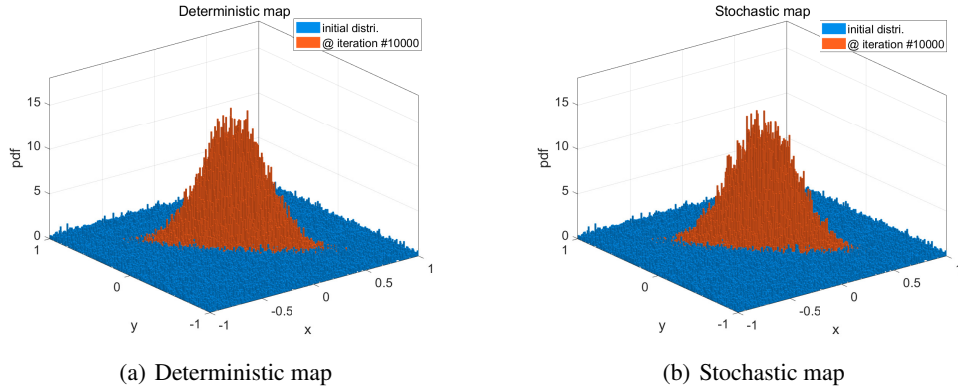 Deterministic map
initial distri.
@ iteration #10000
15
10
5
0
pdf
1
0
-1
y
-1
-0.5
0
0.5
1
x
(a) Deterministic map
Stochastic map
initial distri.
@ iteration #10000
15
10
5
0
pdf
1
0
-1
y
-1
-0.5
0
0.5
1
x
(b) Stochastic map